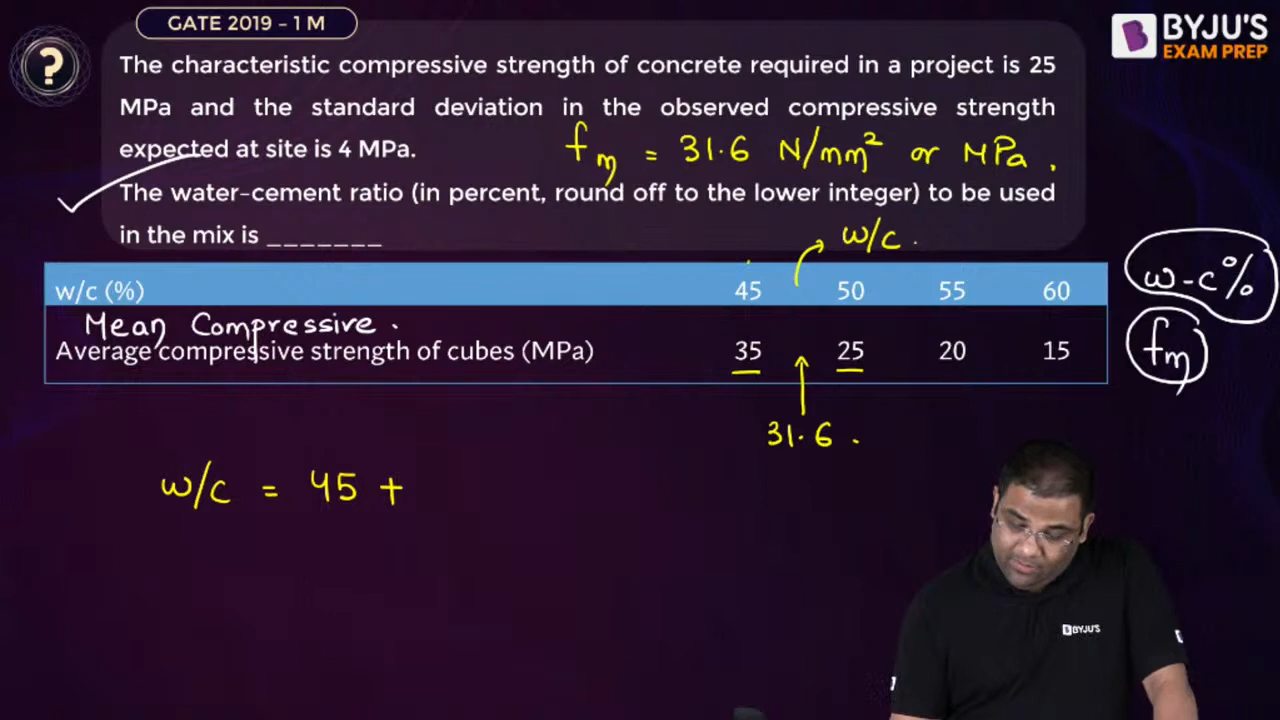 GATE 2019 – 1 M
BYJU'S
EXAM PREP
?
The characteristic compressive strength of concrete required in a project is 25
MPa and the standard deviation in the observed compressive strength
expected at site is 4 MPa.
fm = 31.6 N/mm² or MPa.
The water-cement ratio (in percent, round off to the lower integer) to be used
in the mix is _______
w/c.
w/c (%) 45 50 55 60
w-c%
Mean Compressive.
Average compressive strength of cubes (MPa) 35 25 20 15
fm
31.6.
w/c = 45 +
BYJU'S